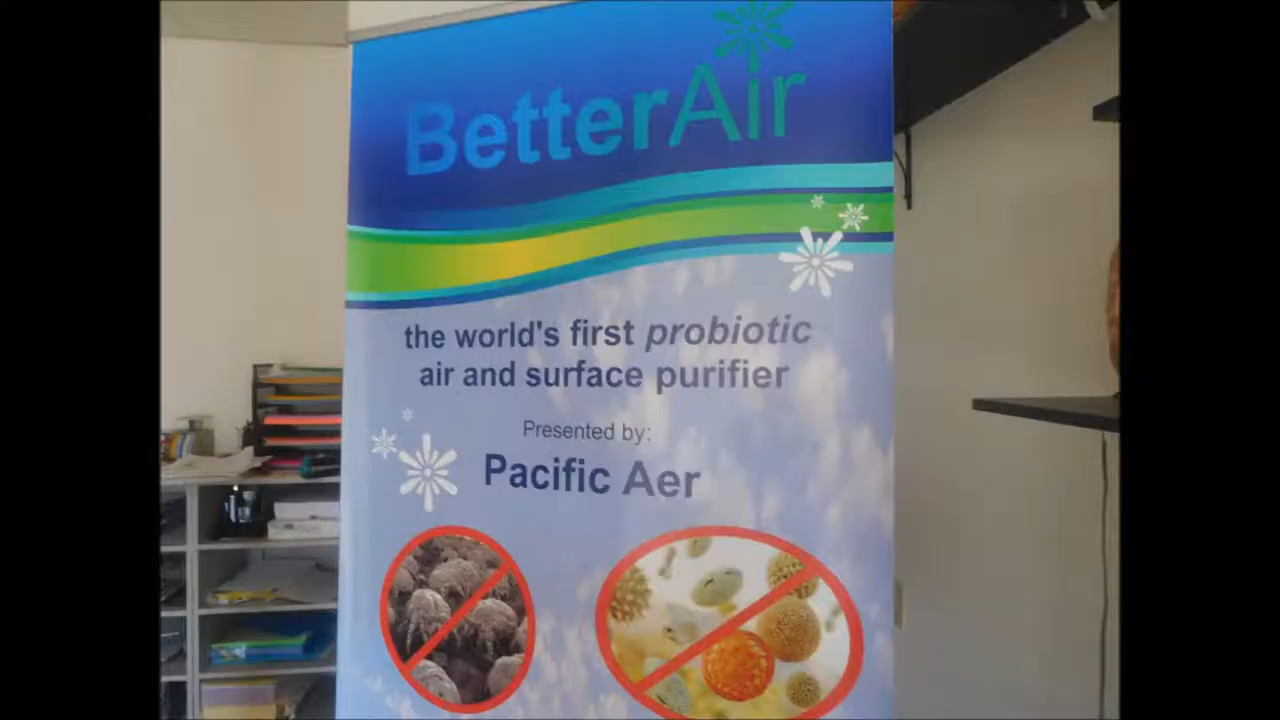 BetterAir
the world's first probiotic
air and surface purifier
Presented by:
Pacific Aer